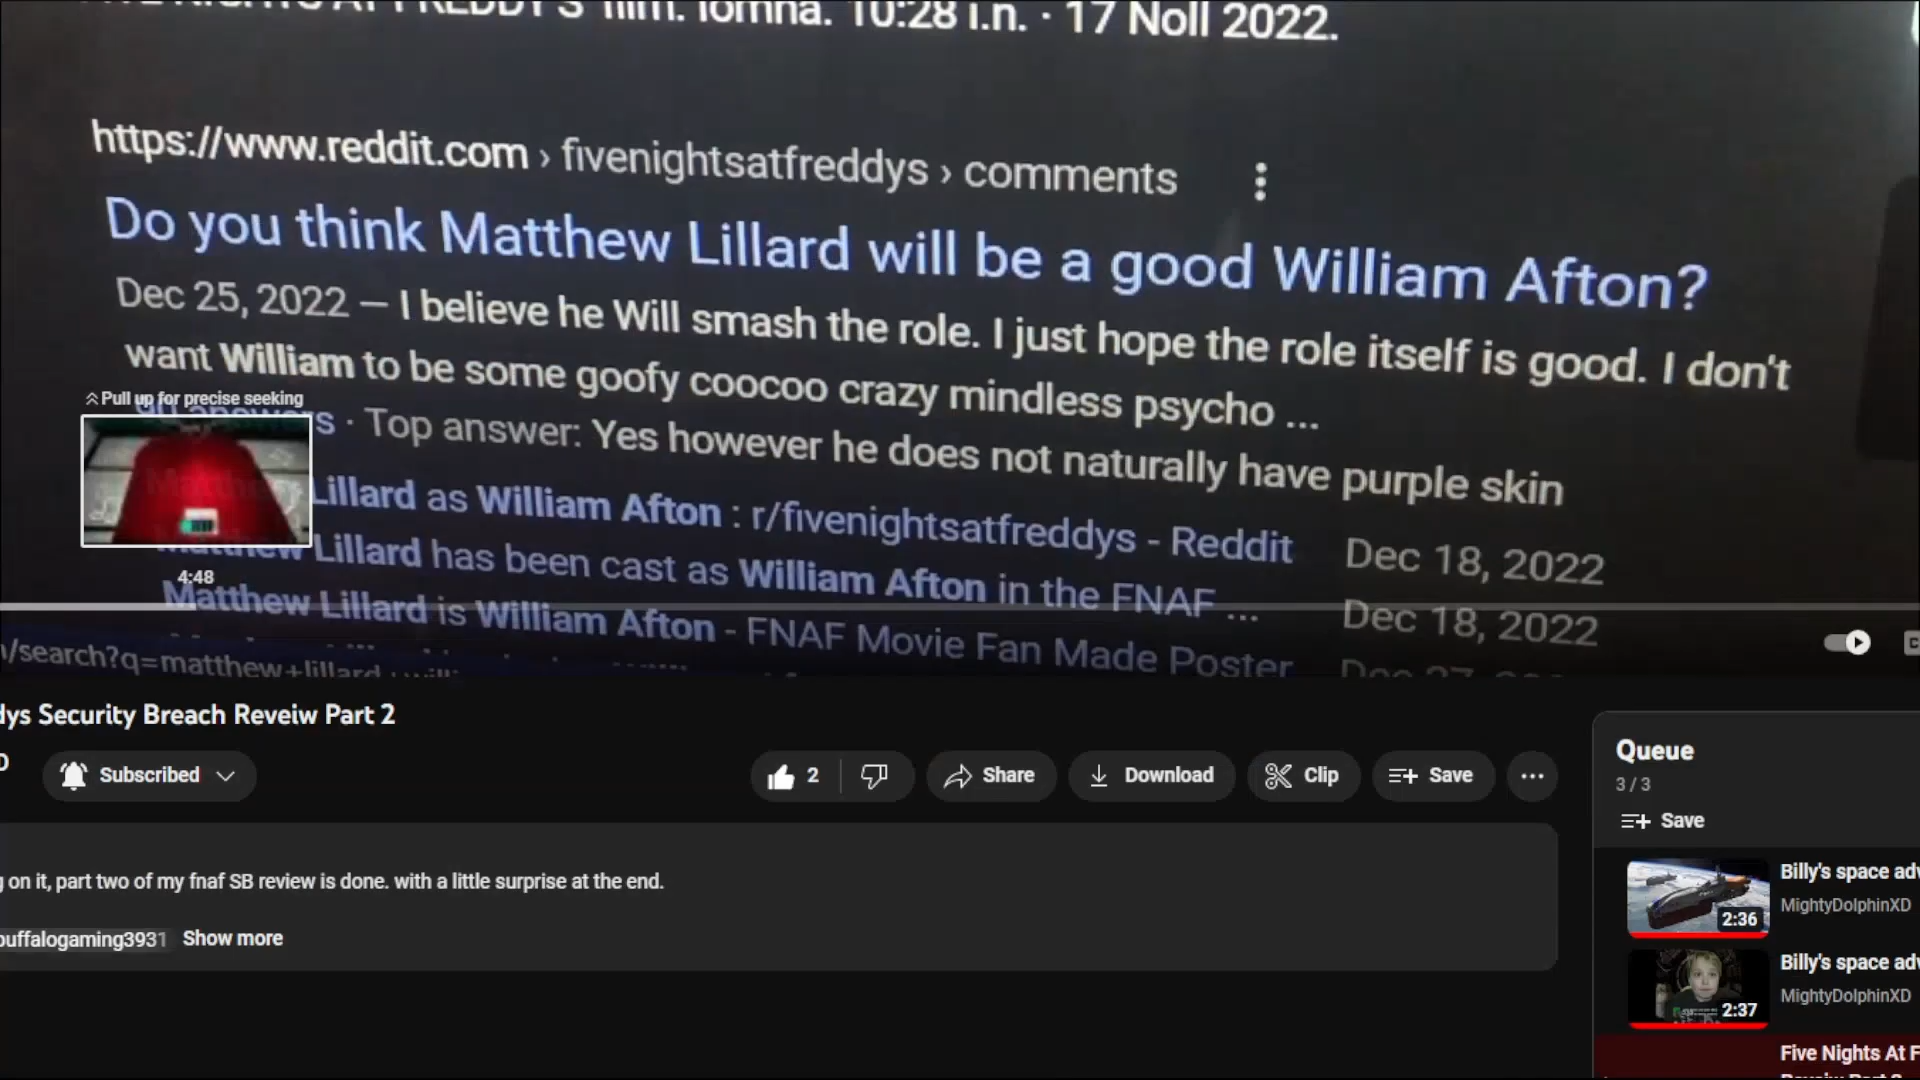 FREDDY'S film. Iomna. 10:28 i.n. · 17 Noll 2022.
https://www.reddit.com › fivenightsatfreddys › comments
Do you think Matthew Lillard will be a good William Afton?
Dec 25, 2022 — I believe he Will smash the role. I just hope the role itself is good. I don't
want William to be some goofy coocoo crazy mindless psycho ...
Pull up for precise seeking
answers · Top answer: Yes however he does not naturally have purple skin
Lillard as William Afton : r/fivenightsatfreddys - Reddit Dec 18, 2022
Matthew Lillard has been cast as William Afton in the FNAF ... Dec 18, 2022
4:48
Matthew Lillard is William Afton - FNAF Movie Fan Made Poster
/search?q=matthew+lillard
dys Security Breach Reveiw Part 2
Subscribed
2
Share
Download
Clip
Save
Queue
3 / 3
Save
g on it, part two of my fnaf SB review is done. with a little surprise at the end.
buffalogaming3931 Show more
Billy's space adv
MightyDolphinXD
2:36
Billy's space adv
MightyDolphinXD
2:37
Five Nights At F